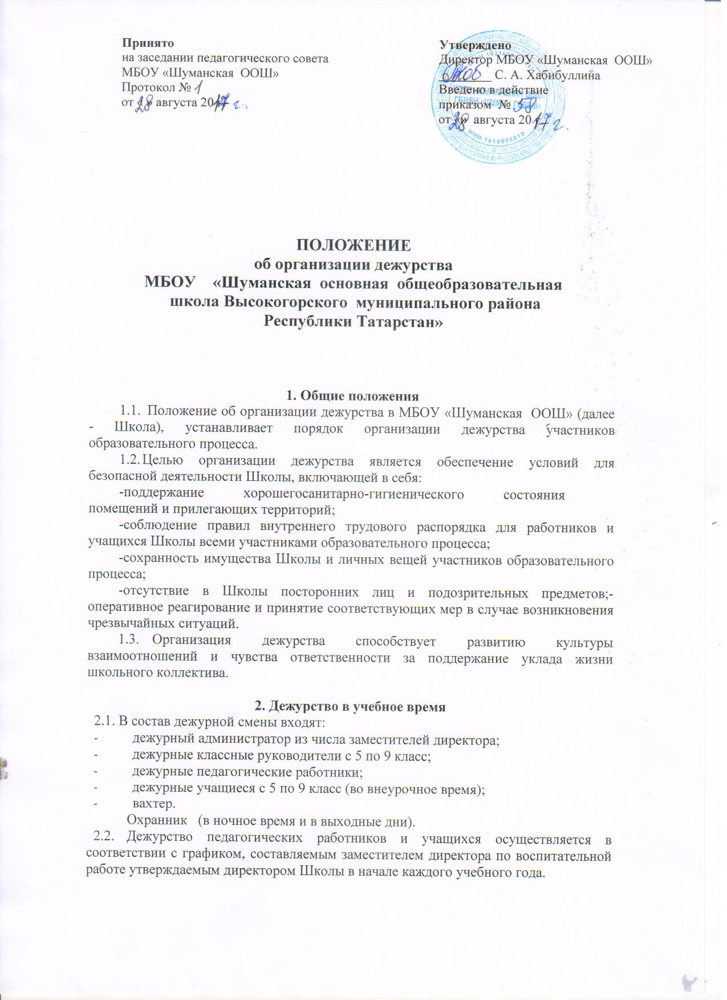 Принято
на заседании педагогического совета
МБОУ «Шуманская ООШ»
Протокол № 1
от «28» августа 2017 г.
Утверждено
Директор МБОУ «Шуманская ООШ»
С. А. Хабибуллина
Введено в действие
приказом №
от «28» августа 2017 г.
ИНН 1616008810
ПОЛОЖЕНИЕ
об организации дежурства
МБОУ «Шуманская основная общеобразовательная
школа Высокогорского муниципального района
Республики Татарстан»
1. Общие положения
1.1. Положение об организации дежурства в МБОУ «Шуманская ООШ» (далее
- Школа), устанавливает порядок организации дежурства участников
образовательного процесса.
1.2. Целью организации дежурства является обеспечение условий для
безопасной деятельности Школы, включающей в себя:
-поддержание хорошегосанитарно-гигиенического состояния
помещений и прилегающих территорий;
-соблюдение правил внутреннего трудового распорядка для работников и
учащихся Школы всеми участниками образовательного процесса;
-сохранность имущества Школы и личных вещей участников образовательного
процесса;
-отсутствие в Школы посторонних лиц и подозрительных предметов;-
оперативное реагирование и принятие соответствующих мер в случае возникновения
чрезвычайных ситуаций.
1.3. Организация дежурства способствует развитию культуры
взаимоотношений и чувства ответственности за поддержание уклада жизни
школьного коллектива.
2. Дежурство в учебное время
2.1. В состав дежурной смены входят:
- дежурный администратор из числа заместителей директора;
- дежурные классные руководители с 5 по 9 класс;
- дежурные педагогические работники;
- дежурные учащиеся с 5 по 9 класс (во внеурочное время);
- вахтер.
Охранник (в ночное время и в выходные дни).
2.2. Дежурство педагогических работников и учащихся осуществляется в
соответствии с графиком, составляемым заместителем директора по воспитательной
работе утверждаемым директором Школы в начале каждого учебного года.